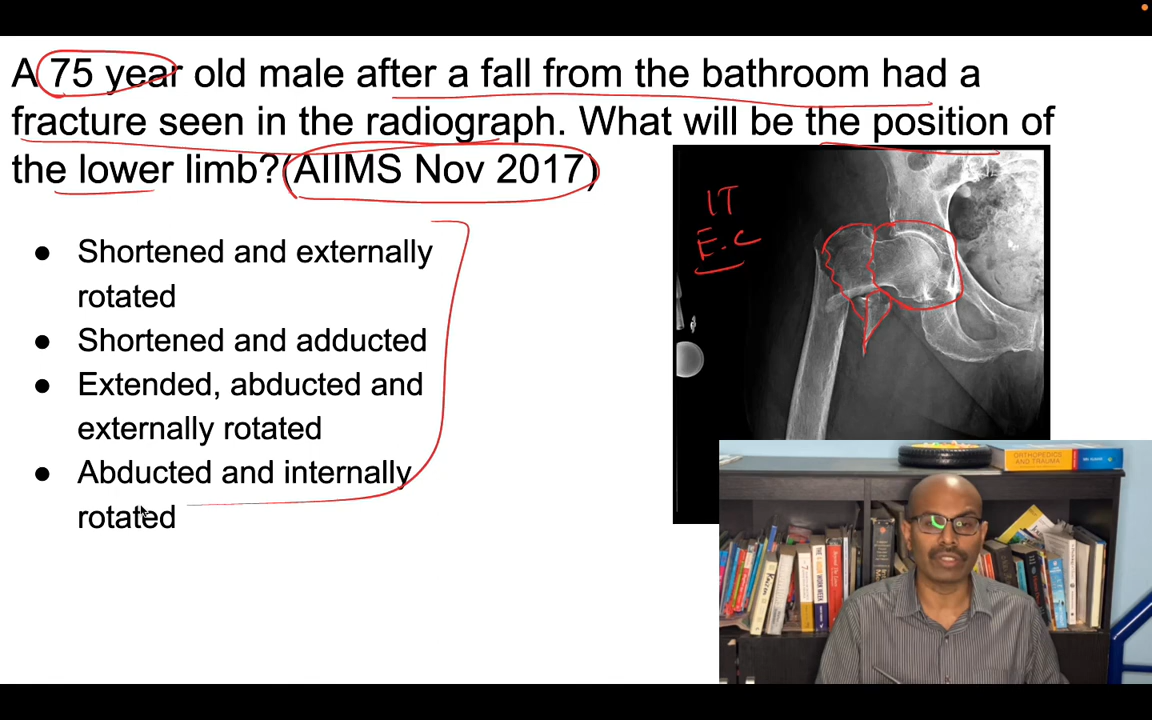 A 75 year old male after a fall from the bathroom had a
fracture seen in the radiograph. What will be the position of
the lower limb?(AIIMS Nov 2017)
● Shortened and externally
rotated
● Shortened and adducted
● Extended, abducted and
externally rotated
● Abducted and internally
rotated
IT
E.C
ORTHOPEDICS
AND TRAUMA